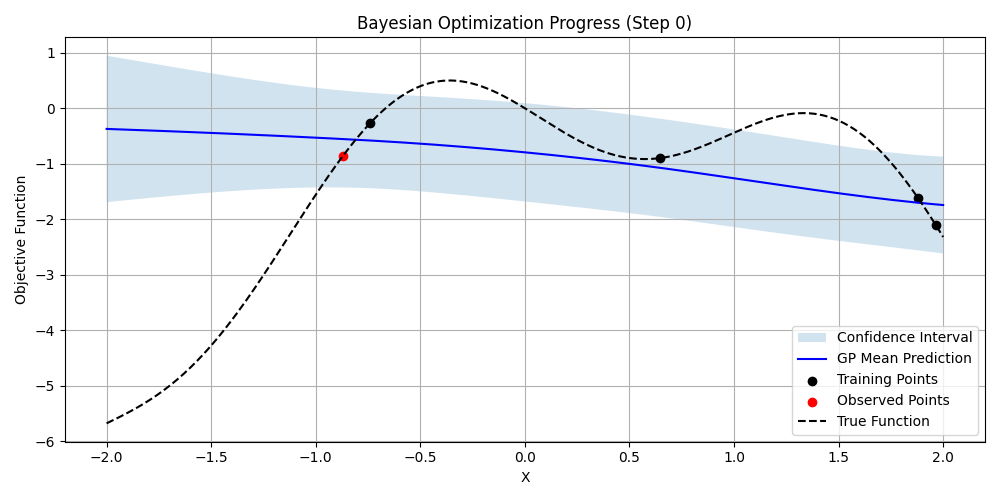 Bayesian Optimization Progress (Step 0)
Objective Function
1
0
−1
−2
−3
−4
−5
−6
−2.0 −1.5 −1.0 −0.5 0.0 0.5 1.0 1.5 2.0
X
Confidence Interval
GP Mean Prediction
Training Points
Observed Points
True Function